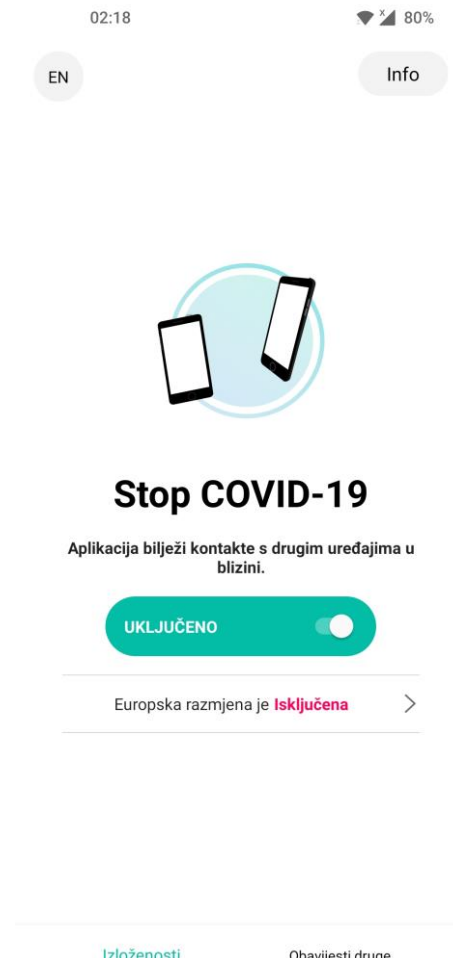 02:18
80%
EN
Info
Stop COVID-19
Aplikacija bilježi kontakte s drugim uređajima u
blizini.
UKLJUČENO
Europska razmjena je Isključena
Izloženosti
Obavijesti druge